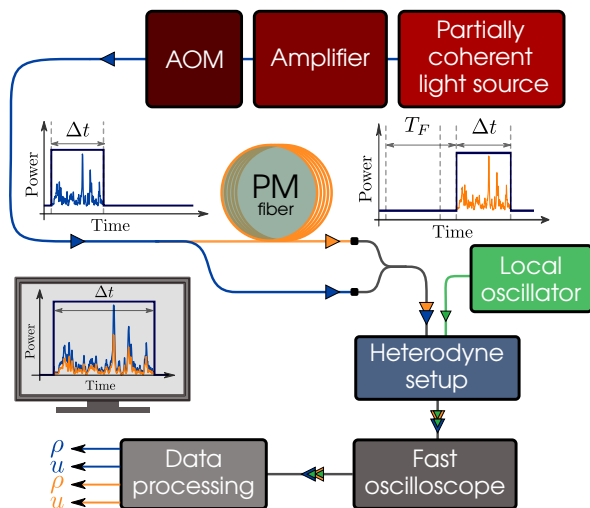 AOM
Amplifier
Partially
coherent
light source
Δt
Power
Time
PM
fiber
T_F
Δt
Power
Time
Local
oscillator
Δt
Power
Time
Heterodyne
setup
ρ
u
ρ
u
Data
processing
Fast
oscilloscope